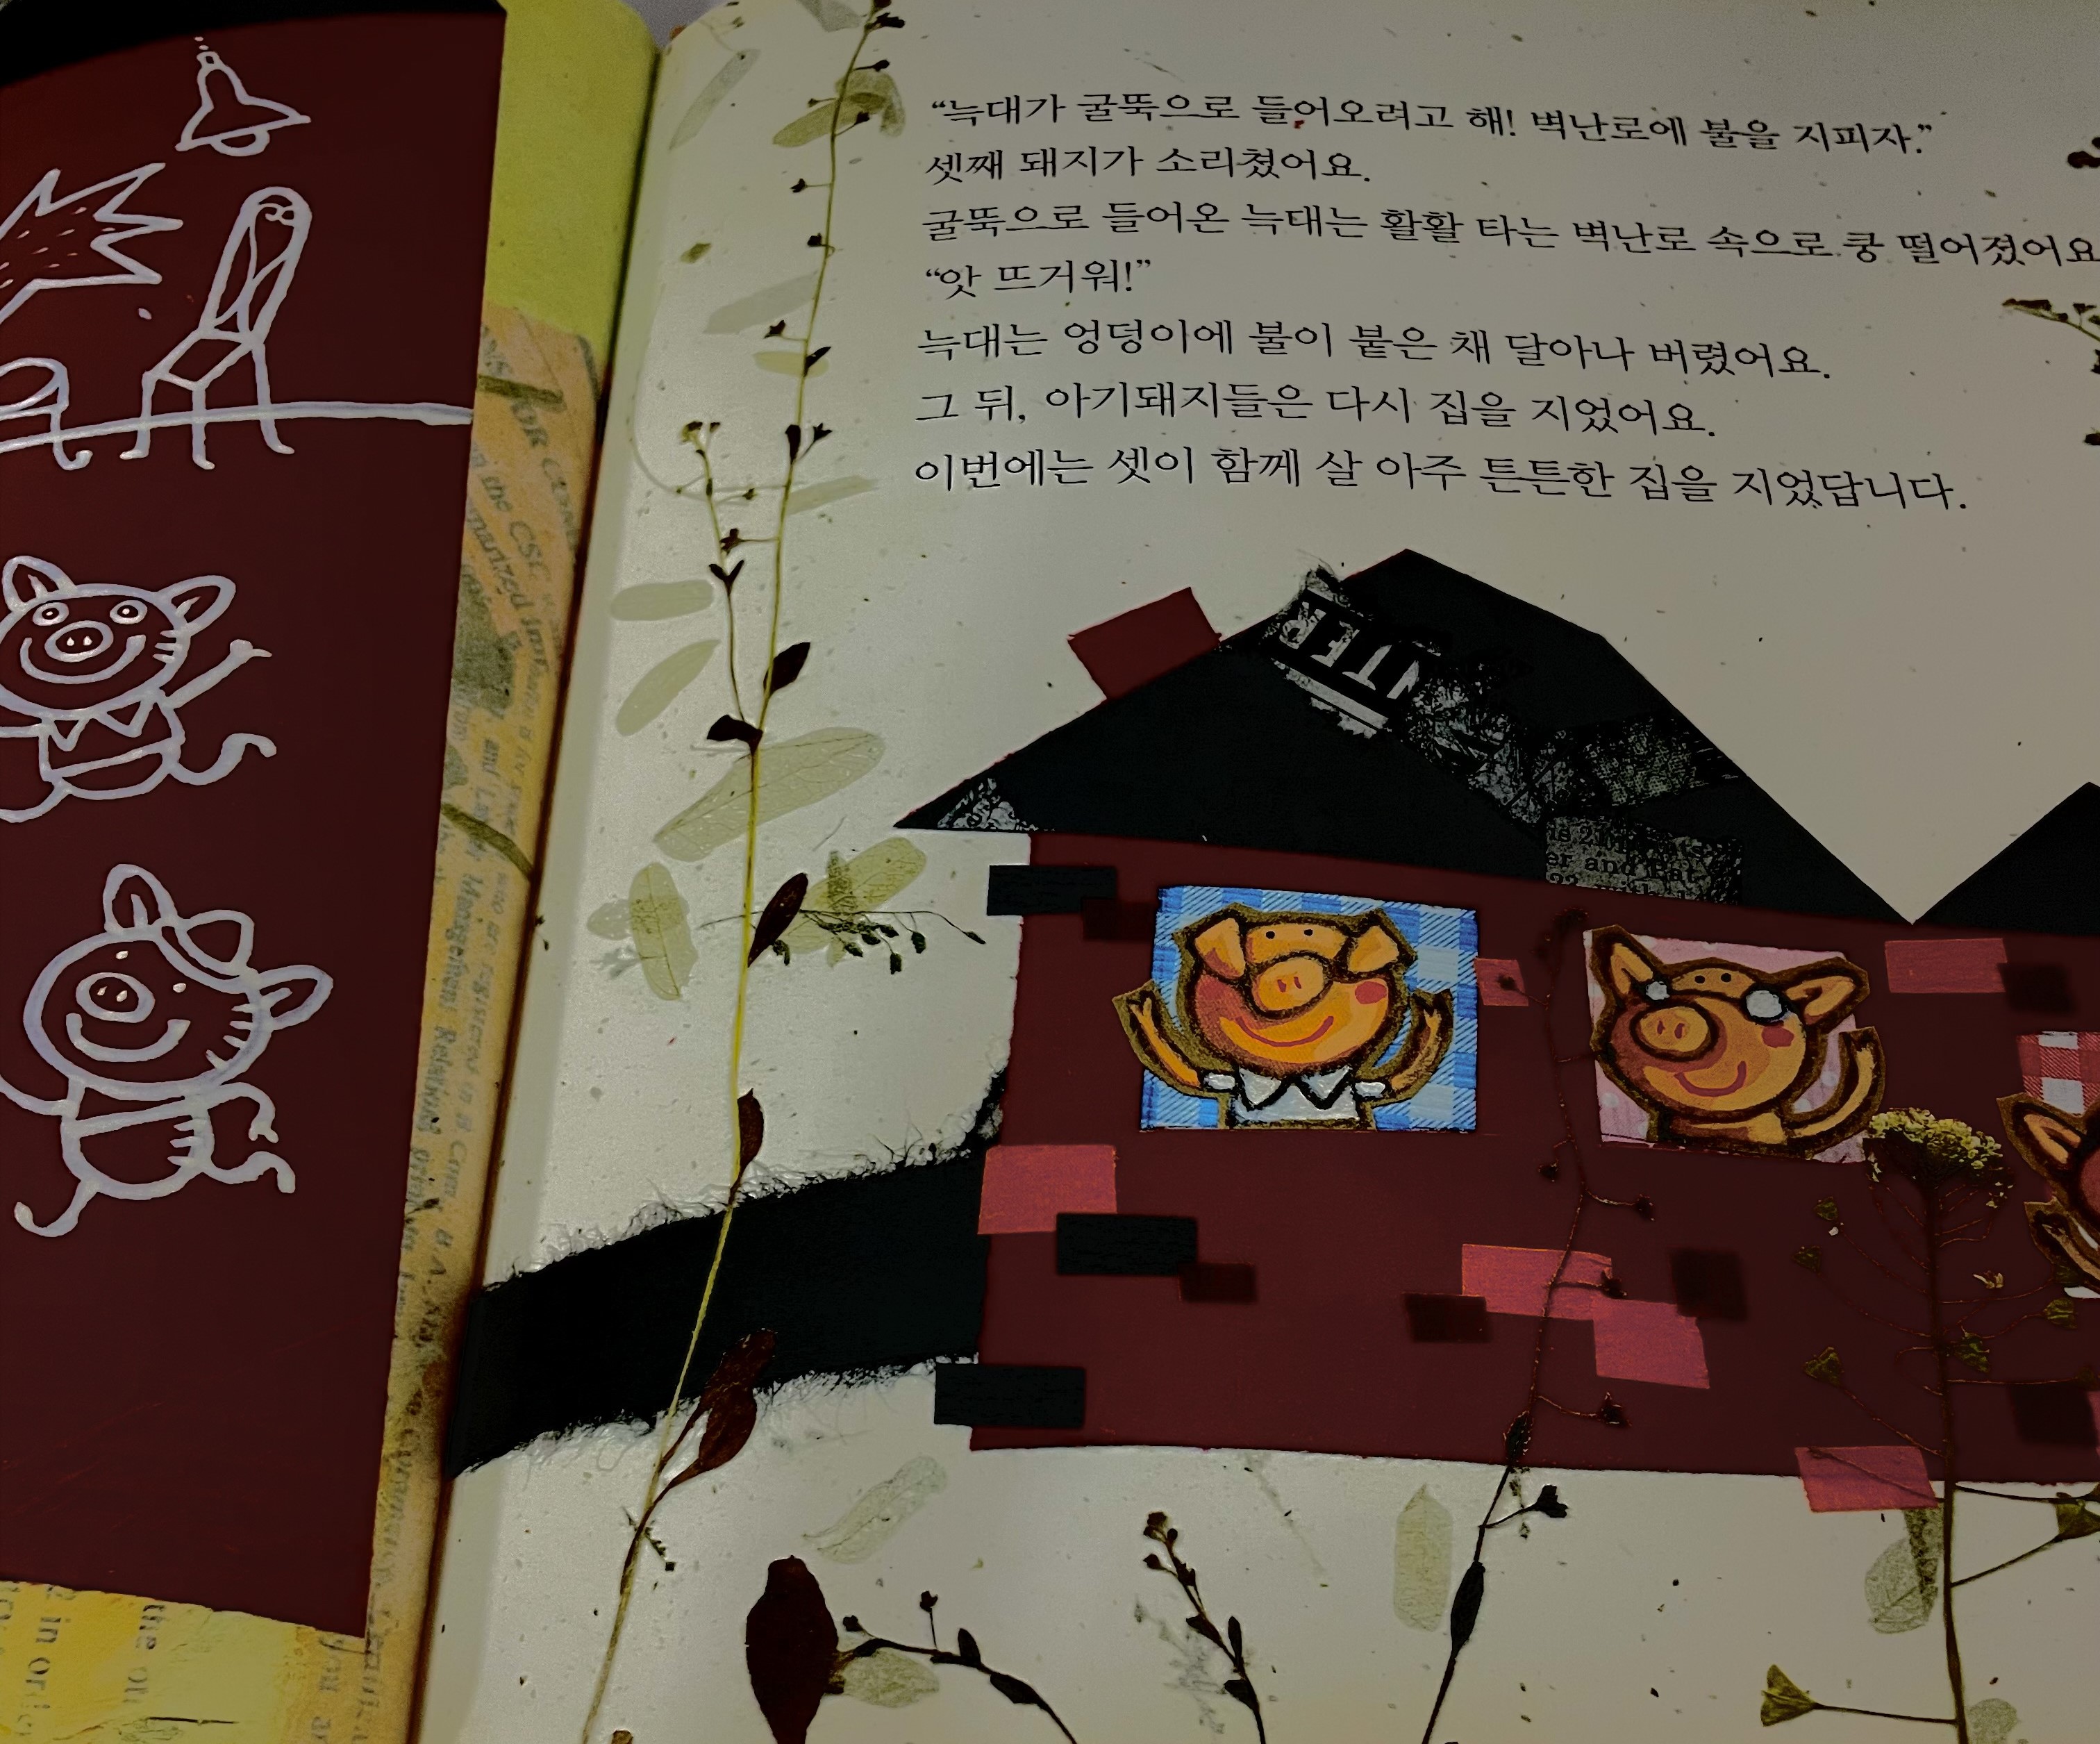 “늑대가 굴뚝으로 들어오려고 해! 벽난로에 불을 지피자.”
셋째 돼지가 소리쳤어요.
굴뚝으로 들어온 늑대는 활활 타는 벽난로 속으로 쿵 떨어졌어요
“앗 뜨거워!”
늑대는 엉덩이에 불이 붙은 채 달아나 버렸어요.
그 뒤, 아기돼지들은 다시 집을 지었어요.
이번에는 셋이 함께 살 아주 튼튼한 집을 지었답니다.
the CSC
er and
the
in